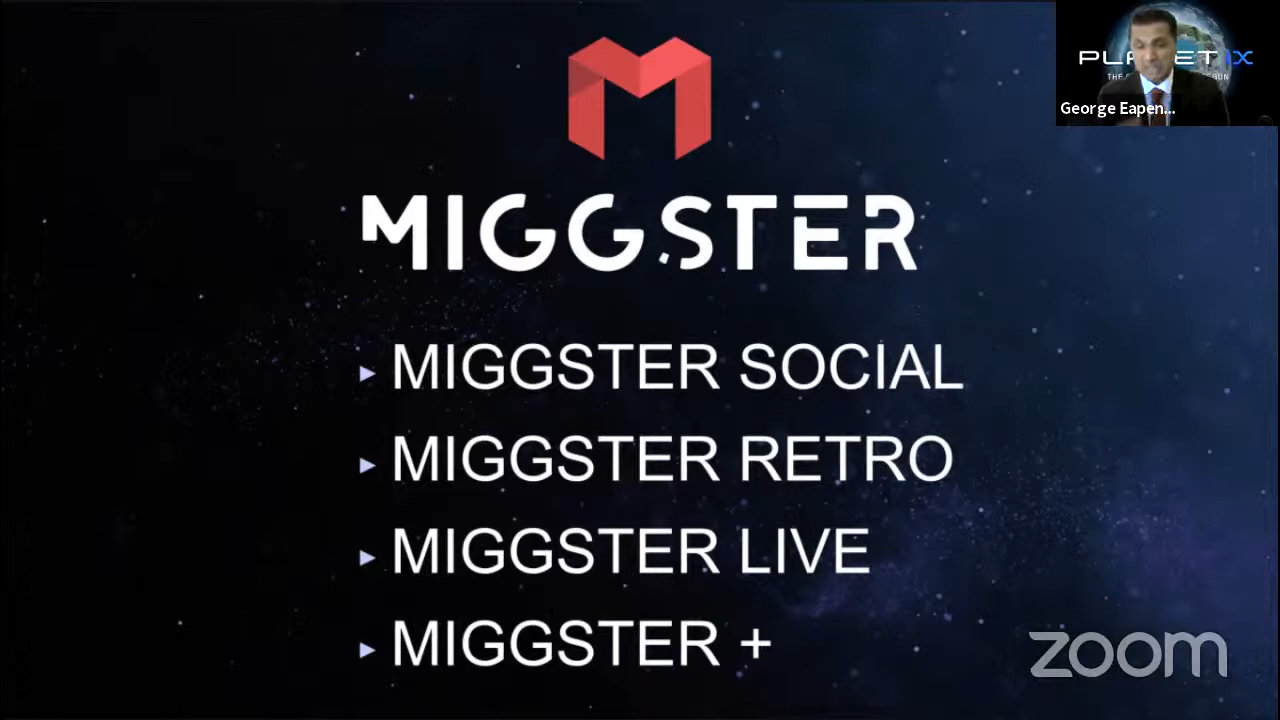 MIGGSTER
MIGGSTER SOCIAL
MIGGSTER RETRO
MIGGSTER LIVE
MIGGSTER +
George Eapen...
zoom